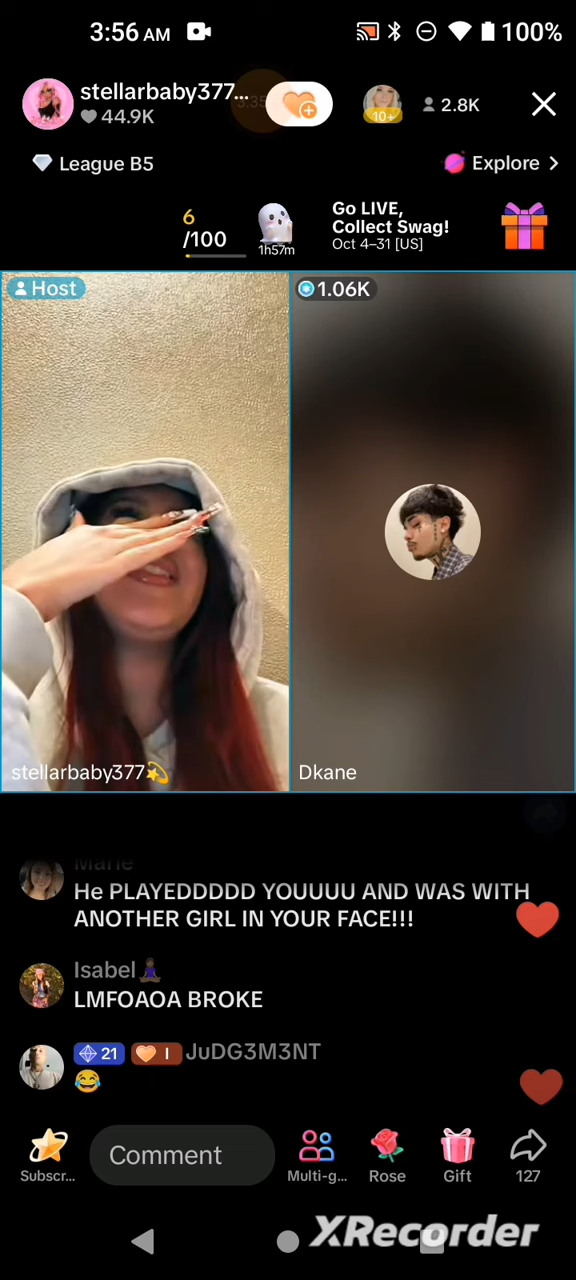 3:56 AM
100%
stellarbaby377...
44.9K
10+
2.8K
League B5
Explore >
6
/100
1h57m
Go LIVE,
Collect Swag!
Oct 4–31 [US]
Host
1.06K
stellarbaby377💫
Dkane
Marie
He PLAYEDDDDD YOUUUU AND WAS WITH
ANOTHER GIRL IN YOUR FACE!!!
Isabel🧘🏾‍♀️
LMFOAOA BROKE
21 I JuDG3M3NT
😂
Subscr...
Comment
Multi-g...
Rose
Gift
127
XRecorder